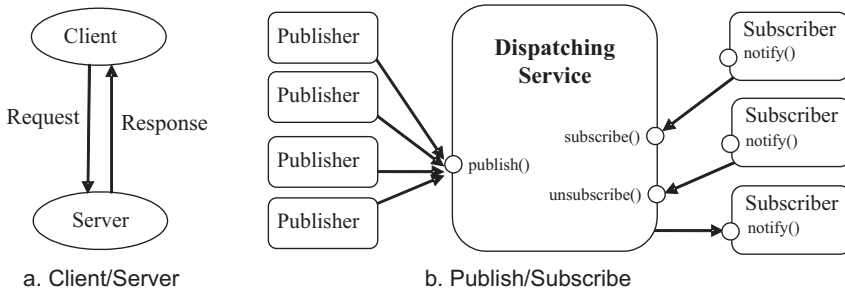 Client
Request
Response
Server
a. Client/Server
Publisher
Publisher
Publisher
Publisher
Dispatching
Service
publish()
subscribe()
unsubscribe()
Subscriber
notify()
Subscriber
notify()
Subscriber
notify()
b. Publish/Subscribe